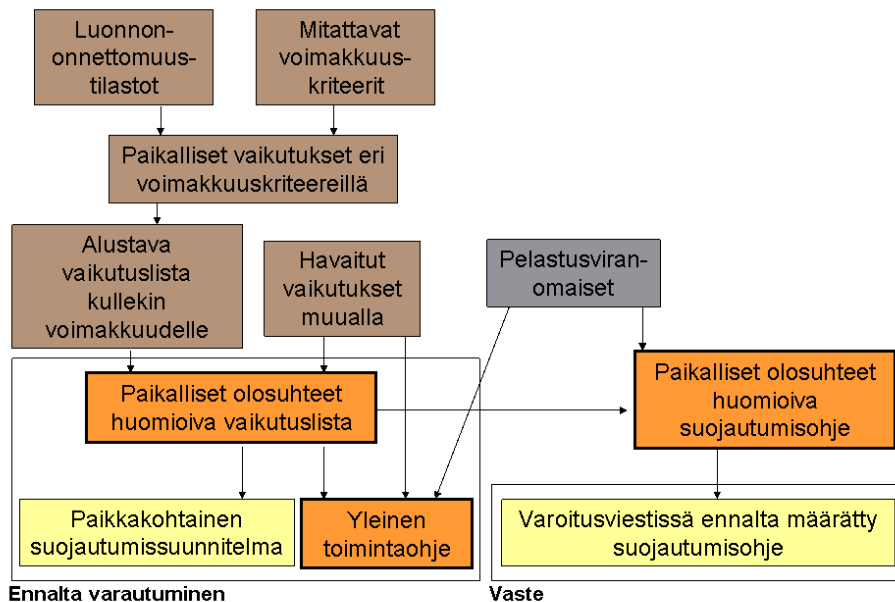 Luonnon-
onnettomuus-
tilastot
Mitattavat
voimakkuus-
kriteerit
Paikalliset vaikutukset eri
voimakkuuskriteereillä
Alustava
vaikutuslista
kullekin
voimakkuudelle
Havaitut
vaikutukset
muualla
Pelastusviran-
omaiset
Paikalliset olosuhteet
huomioiva vaikutuslista
Paikalliset olosuhteet
huomioiva
suojautumisohje
Paikkakohtainen
suojautumissuunnitelma
Yleinen
toimintaohje
Varoitusviestissä ennalta määrätty
suojautumisohje
Ennalta varautuminen
Vaste